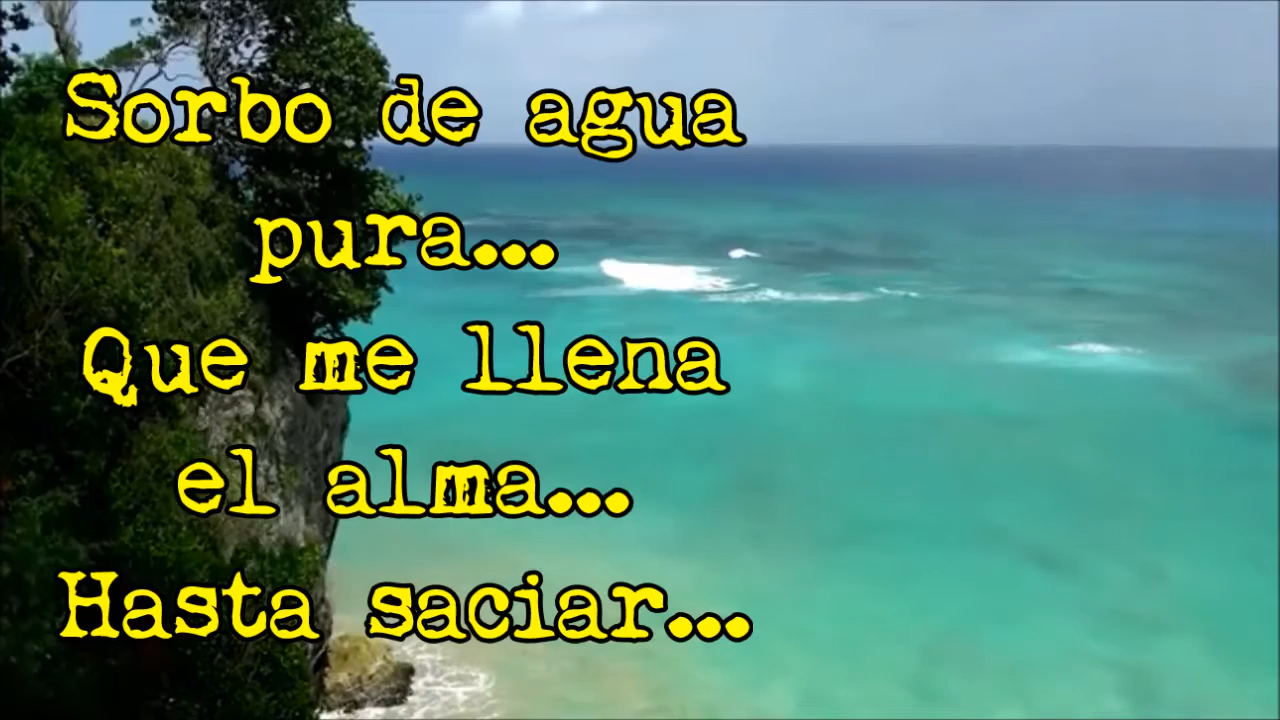 Sorbo de agua
pura...
Que me llena
el alma...
Hasta saciar...